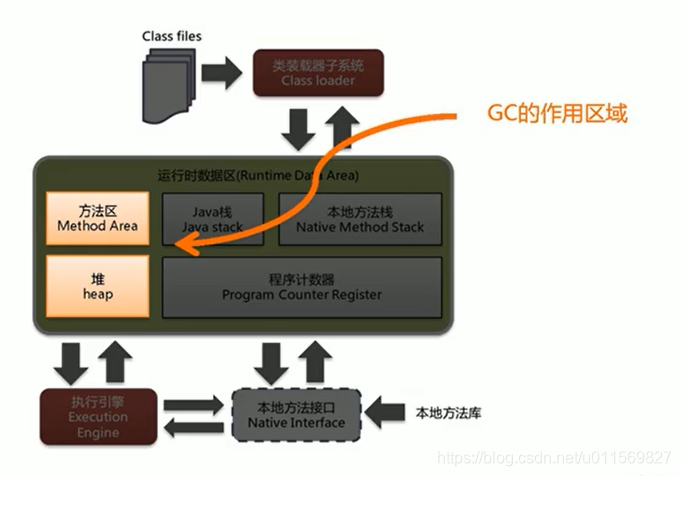 Class files
类装载器子系统
Class loader
GC的作用区域
运行时数据区(Runtime Data Area)
方法区
Method Area
Java栈
Java stack
本地方法栈
Native Method Stack
堆
heap
程序计数器
Program Counter Register
执行引擎
Execution
Engine
本地方法接口
Native Interface
本地方法库
https://blog.csdn.net/u011569827